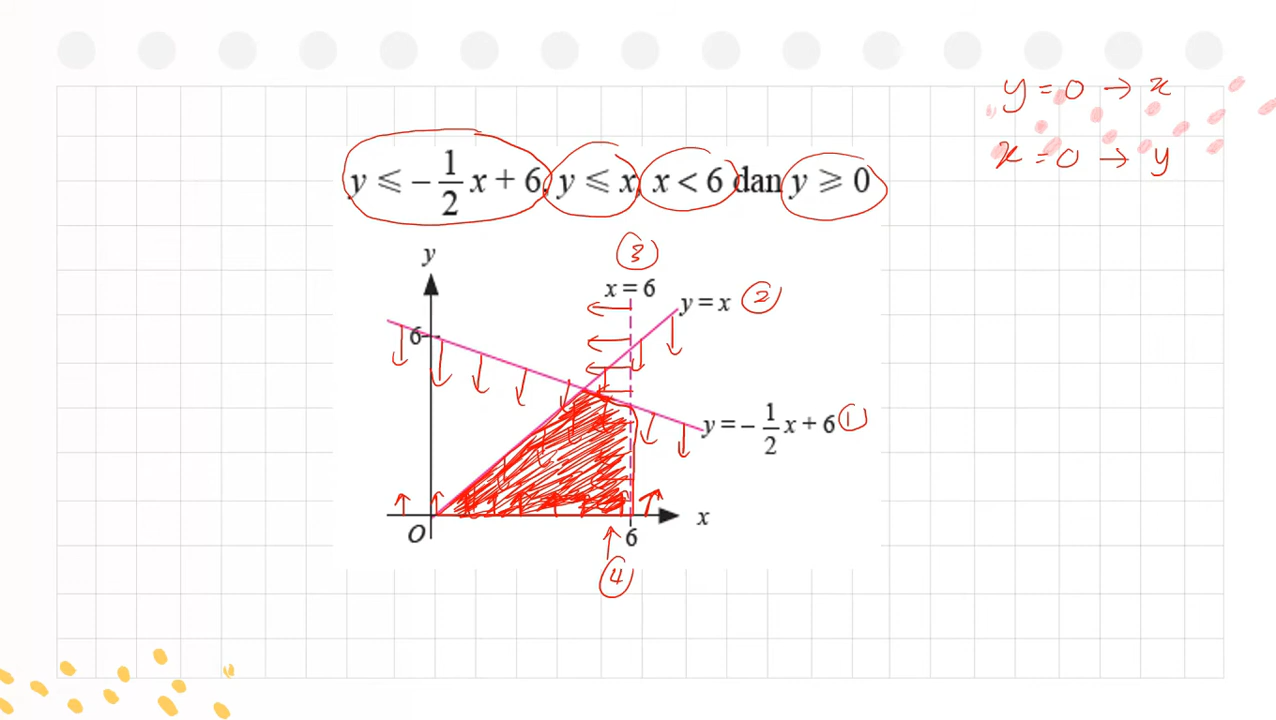 y = 0 → x
x = 0 → y
y ⩽ −1/2 x + 6, y ⩽ x, x < 6 dan y ⩾ 0
3
y
x = 6
y = x 2
6
y = − 1/2 x + 6 1
O
6
x
4